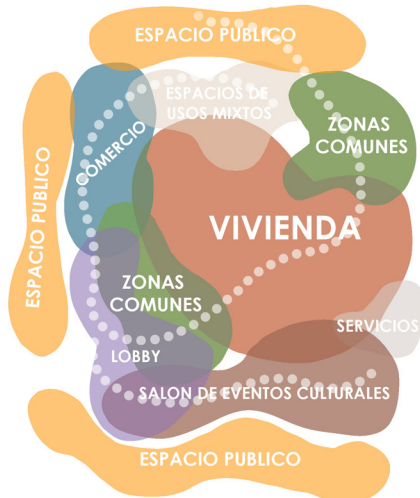 ESPACIO PUBLICO
ESPACIOS DE
USOS MIXTOS
ZONAS
COMUNES
COMERCIO
ESPACIO PUBLICO
VIVIENDA
ZONAS
COMUNES
SERVICIOS
LOBBY
SALON DE EVENTOS CULTURALES
ESPACIO PUBLICO